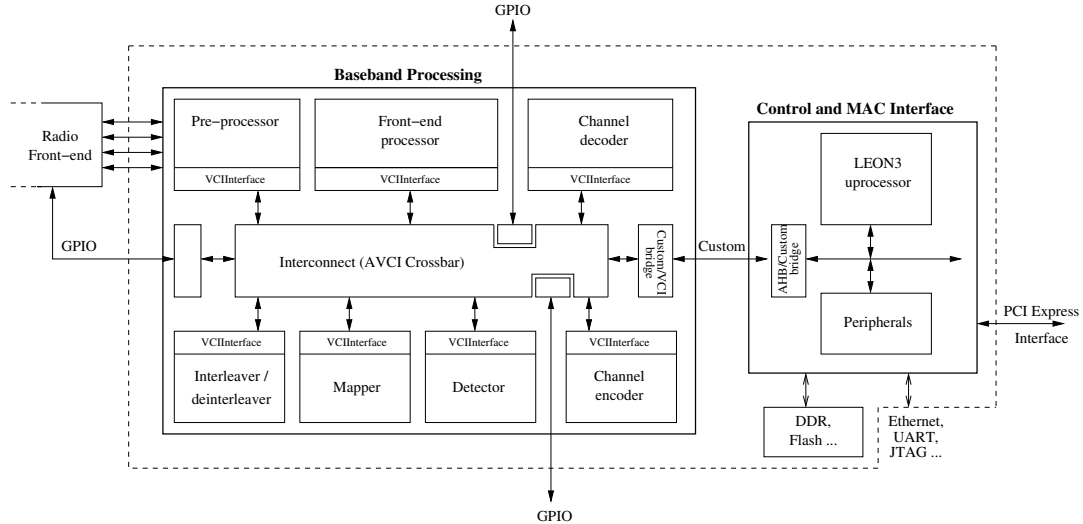 GPIO
Baseband Processing
Control and MAC Interface
Radio
Front-end
Pre-processor
VCIInterface
Front-end
processor
VCIInterface
Channel
decoder
VCIInterface
LEON3
uprocessor
GPIO
Interconnect (AVCI Crossbar)
Custom/VCI
bridge
Custom
AHB/Custom
bridge
Peripherals
PCI Express
Interface
VCIInterface
Interleaver /
deinterleaver
VCIInterface
Mapper
VCIInterface
Detector
VCIInterface
Channel
encoder
DDR,
Flash ...
Ethernet,
UART,
JTAG ...
GPIO